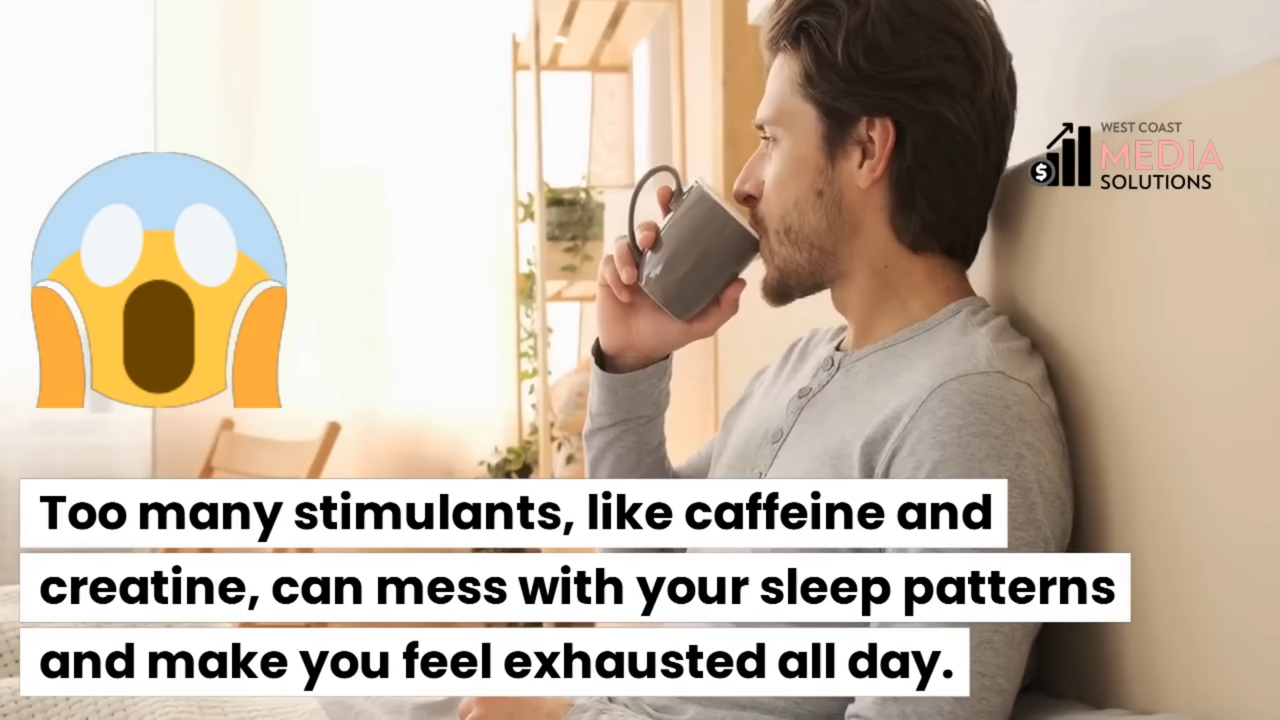 WEST COAST
MEDIA
SOLUTIONS
$
Too many stimulants, like caffeine and
creatine, can mess with your sleep patterns
and make you feel exhausted all day.